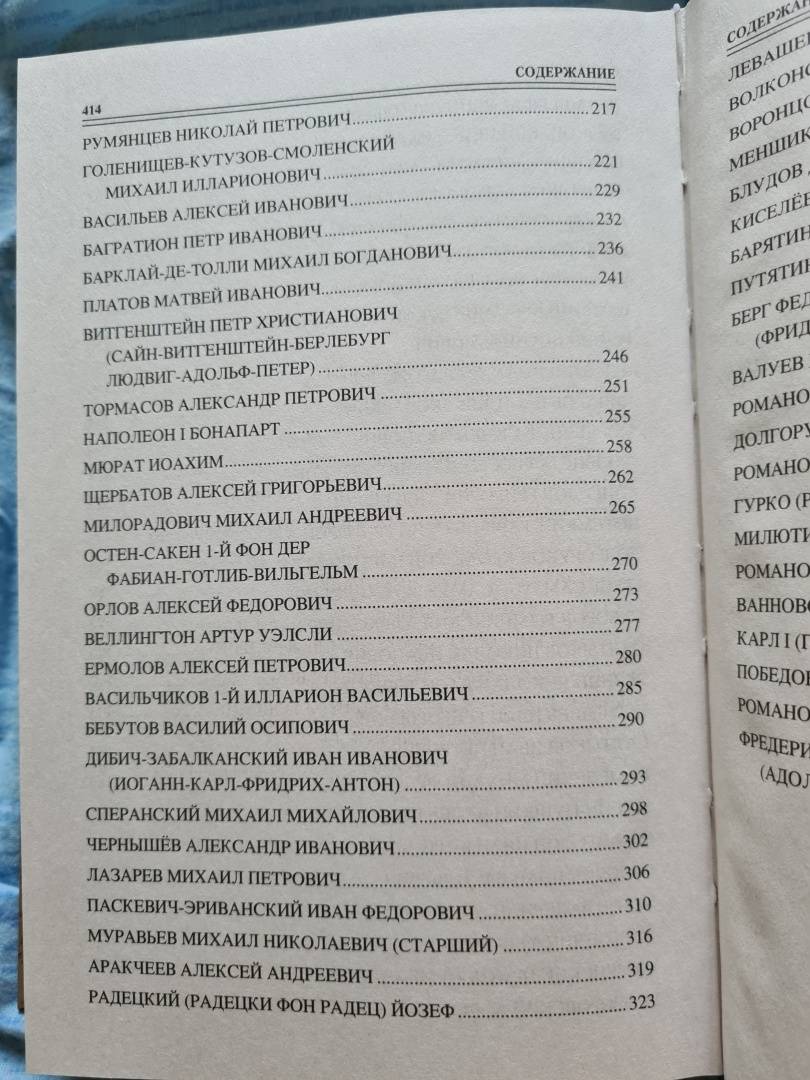 414 СОДЕРЖАНИЕ
РУМЯНЦЕВ НИКОЛАЙ ПЕТРОВИЧ 217
ГОЛЕНИЩЕВ-КУТУЗОВ-СМОЛЕНСКИЙ
МИХАИЛ ИЛЛАРИОНОВИЧ 221
ВАСИЛЬЕВ АЛЕКСЕЙ ИВАНОВИЧ 229
БАГРАТИОН ПЕТР ИВАНОВИЧ 232
БАРКЛАЙ-ДЕ-ТОЛЛИ МИХАИЛ БОГДАНОВИЧ 236
ПЛАТОВ МАТВЕЙ ИВАНОВИЧ 241
ВИТГЕНШТЕЙН ПЕТР ХРИСТИАНОВИЧ
(САЙН-ВИТГЕНШТЕЙН-БЕРЛЕБУРГ
ЛЮДВИГ-АДОЛЬФ-ПЕТЕР) 246
ТОРМАСОВ АЛЕКСАНДР ПЕТРОВИЧ 251
НАПОЛЕОН I БОНАПАРТ 255
МЮРАТ ИОАХИМ 258
ЩЕРБАТОВ АЛЕКСЕЙ ГРИГОРЬЕВИЧ 262
МИЛОРАДОВИЧ МИХАИЛ АНДРЕЕВИЧ 265
ОСТЕН-САКЕН 1-Й ФОН ДЕР
ФАБИАН-ГОТЛИБ-ВИЛЬГЕЛЬМ 270
ОРЛОВ АЛЕКСЕЙ ФЕДОРОВИЧ 273
ВЕЛЛИНГТОН АРТУР УЭЛСЛИ 277
ЕРМОЛОВ АЛЕКСЕЙ ПЕТРОВИЧ 280
ВАСИЛЬЧИКОВ 1-Й ИЛЛАРИОН ВАСИЛЬЕВИЧ 285
БЕБУТОВ ВАСИЛИЙ ОСИПОВИЧ 290
ДИБИЧ-ЗАБАЛКАНСКИЙ ИВАН ИВАНОВИЧ
(ИОГАНН-КАРЛ-ФРИДРИХ-АНТОН) 293
СПЕРАНСКИЙ МИХАИЛ МИХАЙЛОВИЧ 298
ЧЕРНЫШЁВ АЛЕКСАНДР ИВАНОВИЧ 302
ЛАЗАРЕВ МИХАИЛ ПЕТРОВИЧ 306
ПАСКЕВИЧ-ЭРИВАНСКИЙ ИВАН ФЕДОРОВИЧ 310
МУРАВЬЕВ МИХАИЛ НИКОЛАЕВИЧ (СТАРШИЙ) 316
АРАКЧЕЕВ АЛЕКСЕЙ АНДРЕЕВИЧ 319
РАДЕЦКИЙ (РАДЕЦКИ ФОН РАДЕЦ) ЙОЗЕФ 323
БЛУДОВ
БЕРГ
ВАЛУЕВ
ГУРКО
КАРЛ I